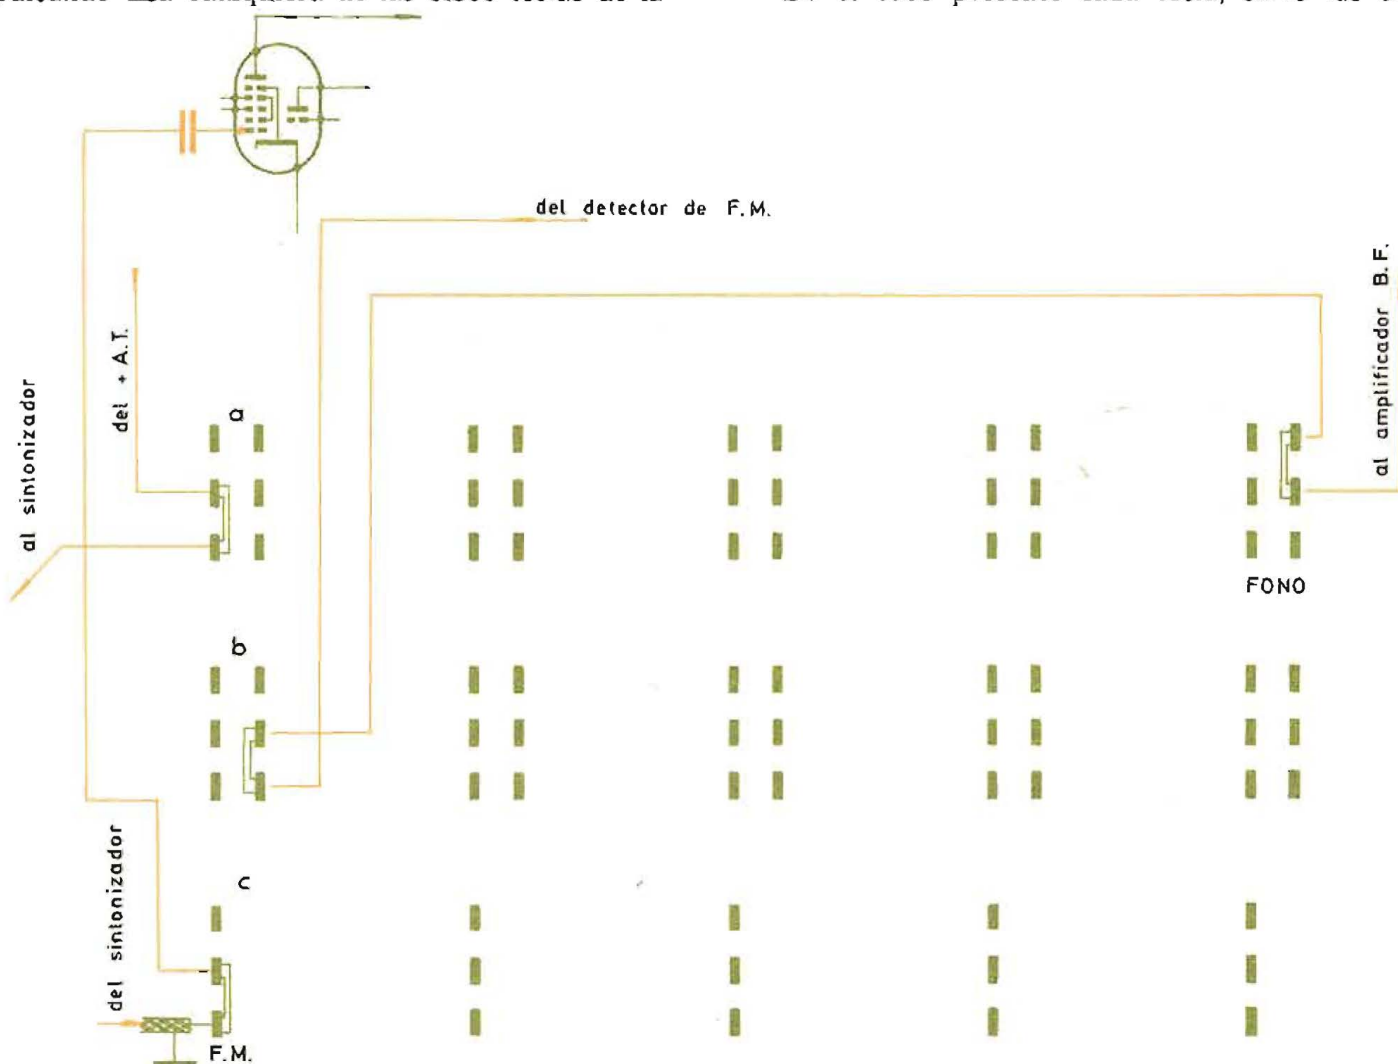 del detector de F.M.
al amplificador B.F.
del + A.T.
al sintonizador
a
FONO
b
c
del sintonizador
F.M.